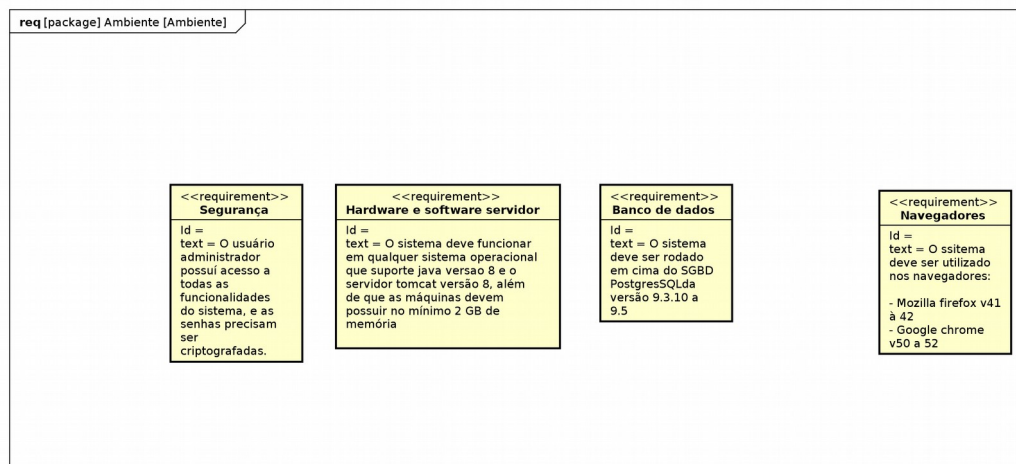 req [package] Ambiente [Ambiente]
<<requirement>>
Segurança
Id =
text = O usuário
administrador
possuí acesso a
todas as
funcionalidades
do sistema, e as
senhas precisam
ser
criptografadas.
<<requirement>>
Hardware e software servidor
Id =
text = O sistema deve funcionar
em qualquer sistema operacional
que suporte java versao 8 e o
servidor tomcat versão 8, além
de que as máquinas devem
possuir no mínimo 2 GB de
memória
<<requirement>>
Banco de dados
Id =
text = O sistema
deve ser rodado
em cima do SGBD
PostgresSQLda
versão 9.3.10 a
9.5
<<requirement>>
Navegadores
Id =
text = O ssitema
deve ser utilizado
nos navegadores:
- Mozilla firefox v41
à 42
- Google chrome
v50 a 52